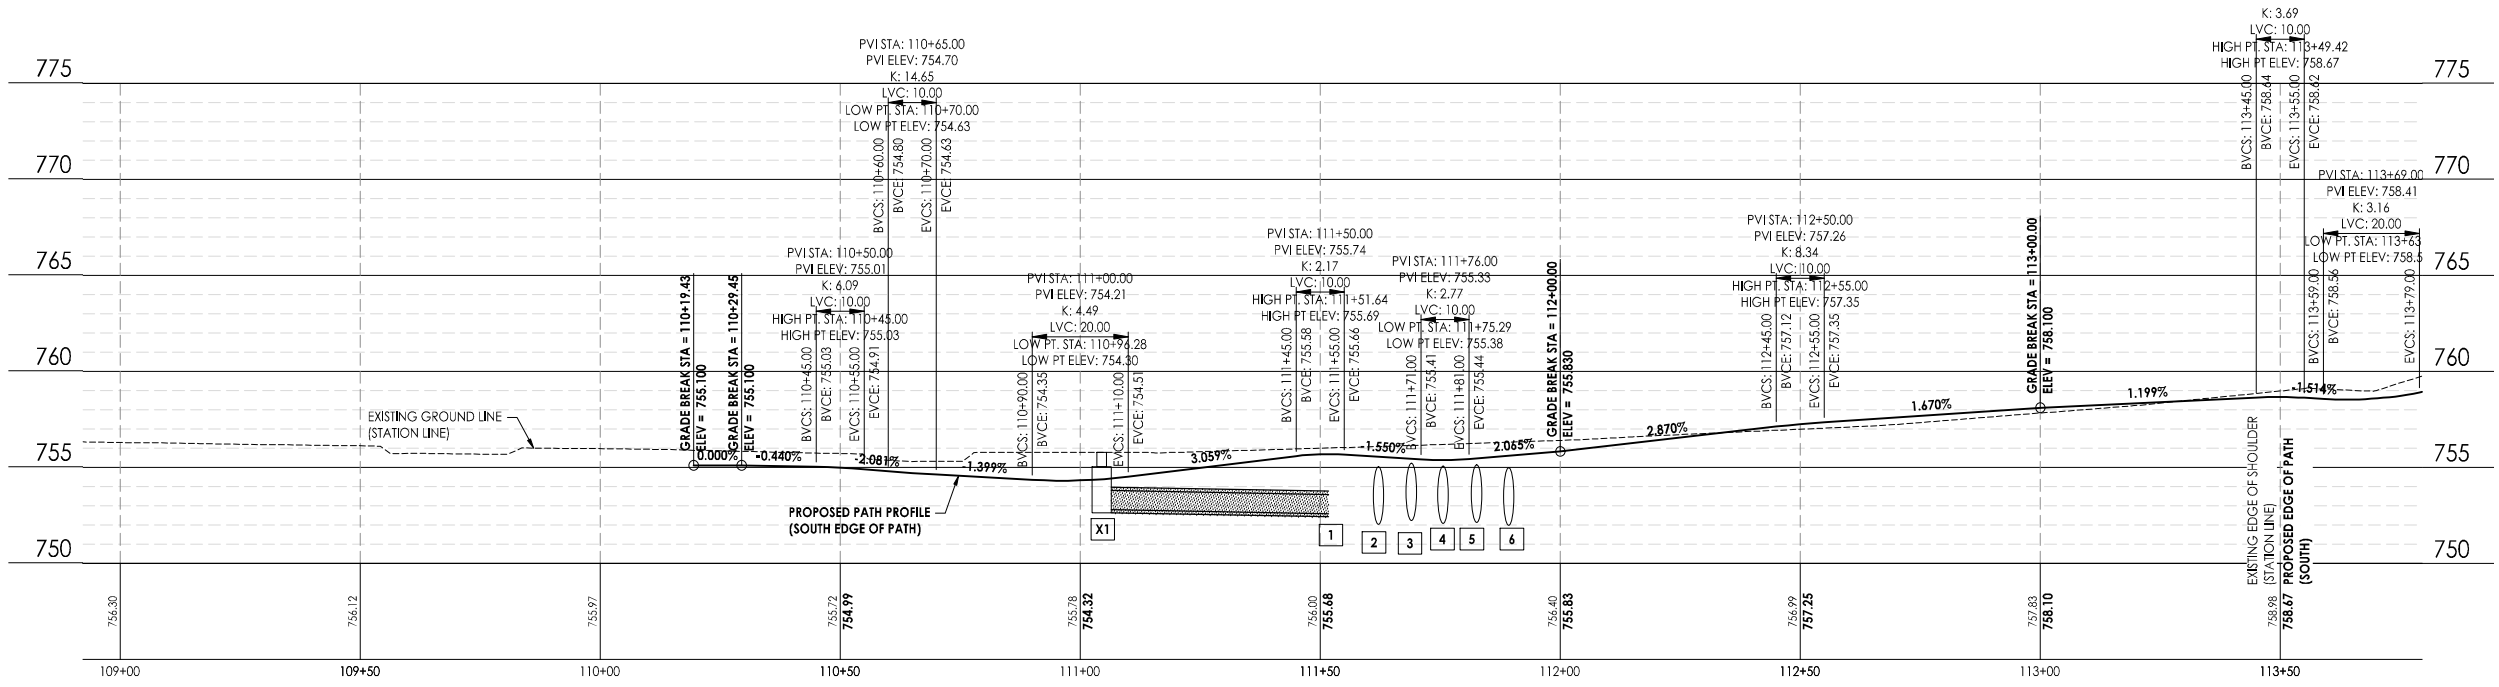 775
770
765
760
755
750
EXISTING GROUND LINE
(STATION LINE)
GRADE BREAK STA = 110+19.43
ELEV = 755.100
GRADE BREAK STA = 110+29.45
ELEV = 755.100
0.000%
-0.440%
PVI STA: 110+50.00
PVI ELEV: 755.01
K: 6.09
LVC: 10.00
HIGH PT. STA: 110+45.00
HIGH PT ELEV: 755.03
BVCS: 110+45.00
BVCE: 755.03
EVCS: 110+55.00
EVCE: 754.91
-2.081%
PVI STA: 110+65.00
PVI ELEV: 754.70
K: 14.65
LVC: 10.00
LOW PT. STA: 110+70.00
LOW PT ELEV: 754.63
BVCS: 110+60.00
BVCE: 754.80
EVCS: 110+70.00
EVCE: 754.63
-1.399%
PROPOSED PATH PROFILE
(SOUTH EDGE OF PATH)
PVI STA: 111+00.00
PVI ELEV: 754.21
K: 4.49
LVC: 20.00
LOW PT. STA: 110+96.28
LOW PT ELEV: 754.30
BVCS: 110+90.00
BVCE: 754.35
EVCS: 111+10.00
EVCE: 754.51
X1
3.059%
PVI STA: 111+50.00
PVI ELEV: 755.74
K: 2.17
LVC: 10.00
HIGH PT. STA: 111+51.64
HIGH PT ELEV: 755.69
BVCS: 111+45.00
BVCE: 755.58
EVCS: 111+55.00
EVCE: 755.66
-1.550%
PVI STA: 111+76.00
PVI ELEV: 755.33
K: 2.77
LVC: 10.00
LOW PT. STA: 111+75.29
LOW PT ELEV: 755.38
BVCS: 111+71.00
BVCE: 755.41
EVCS: 111+81.00
EVCE: 755.44
1
2
3
4
5
6
2.065%
GRADE BREAK STA = 112+00.00
ELEV = 755.830
2.870%
PVI STA: 112+50.00
PVI ELEV: 757.26
K: 8.34
LVC: 10.00
HIGH PT. STA: 112+55.00
HIGH PT ELEV: 757.35
BVCS: 112+45.00
BVCE: 757.12
EVCS: 112+55.00
EVCE: 757.35
1.670%
GRADE BREAK STA = 113+00.00
ELEV = 758.100
1.199%
K: 3.69
LVC: 10.00
HIGH PT. STA: 113+49.42
HIGH PT ELEV: 758.67
BVCS: 113+45.00
BVCE: 758.64
EVCS: 113+55.00
EVCE: 758.62
-1.514%
PVI STA: 113+69.00
PVI ELEV: 758.41
K: 3.16
LVC: 20.00
LOW PT. STA: 113+63
LOW PT ELEV: 758.5
BVCS: 113+59.00
BVCE: 758.56
EVCS: 113+79.00
EXISTING EDGE OF SHOULDER
(STATION LINE)
PROPOSED EDGE OF PATH
(SOUTH)
775
770
765
760
755
750
756.30
756.12
755.97
755.72
754.99
755.78
754.32
756.00
755.68
756.40
755.83
756.99
757.25
757.83
758.10
758.98
758.67
109+00
109+50
110+00
110+50
111+00
111+50
112+00
112+50
113+00
113+50